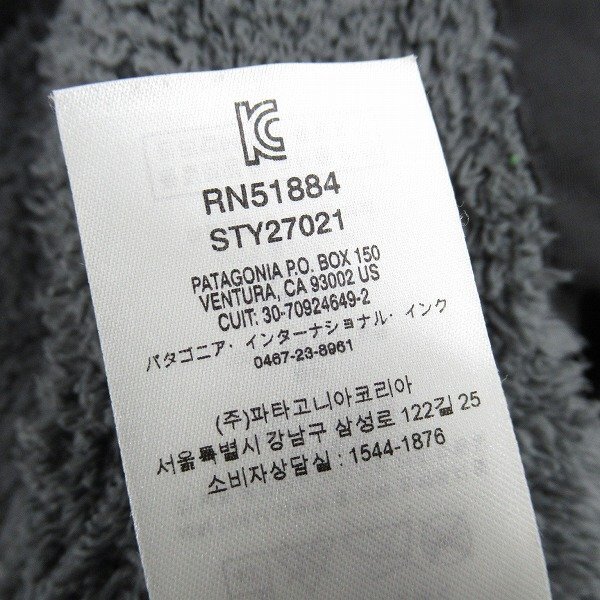 RN51884
STY27021
PATAGONIA P.O. BOX 150
VENTURA, CA 93002 US
CUIT: 30-70924649-2
パタゴニア・インターナショナル・インク
0467-23-8961
(주)파타고니아코리아
서울특별시 강남구 삼성로 122길 25
소비자상담실 : 1544-1876